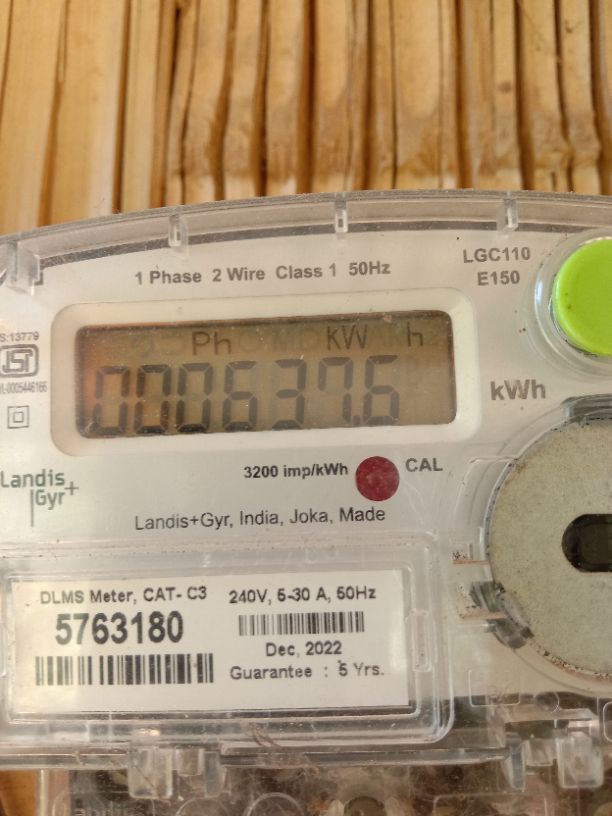 LGC110
E150
1 Phase 2 Wire Class 1 50Hz
S:13779
Ph KW h
000637.6
kWh
Landis
Gyr+
3200 imp/kWh CAL
Landis+Gyr, India, Joka, Made
DLMS Meter, CAT- C3
5763180
240V, 5-30 A, 50Hz
Dec, 2022
Guarantee : 5 Yrs.